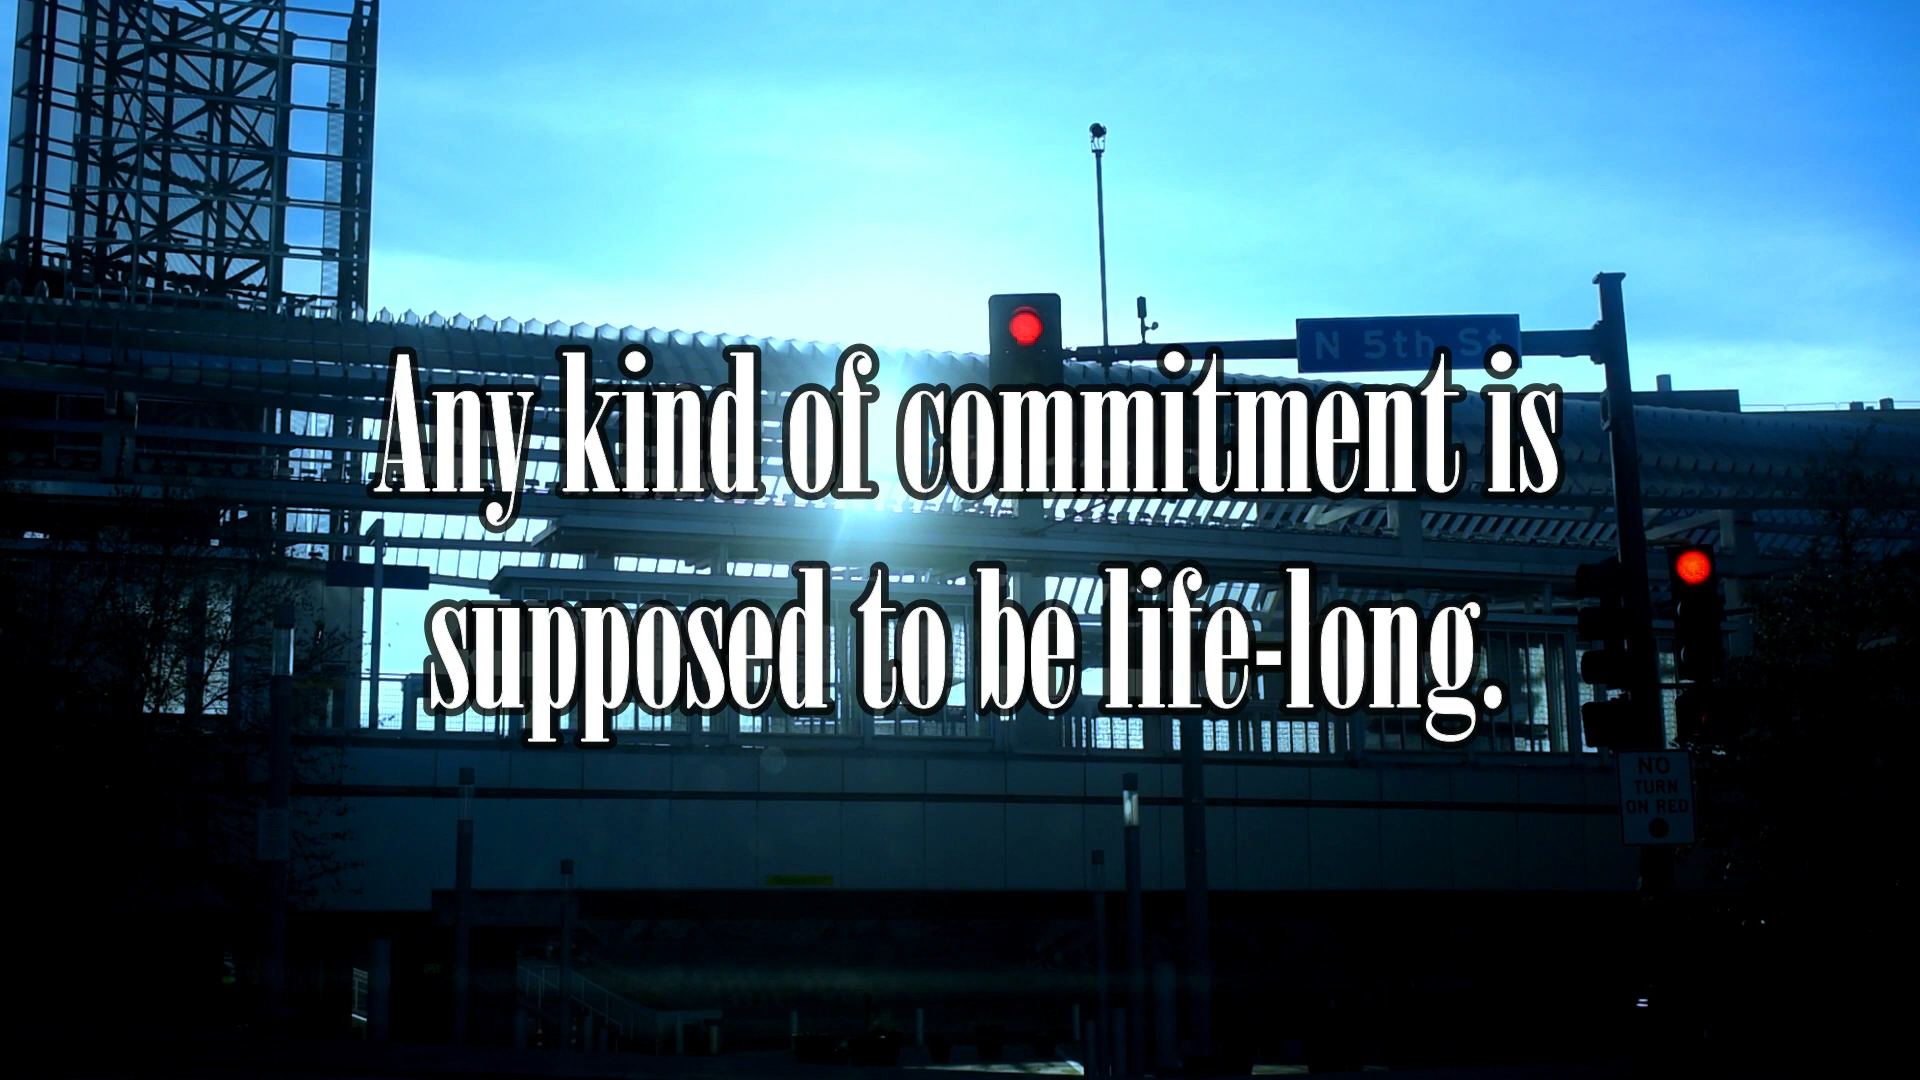 N 5th St
Any kind of commitment is
supposed to be life-long.
NO
TURN
ON RED